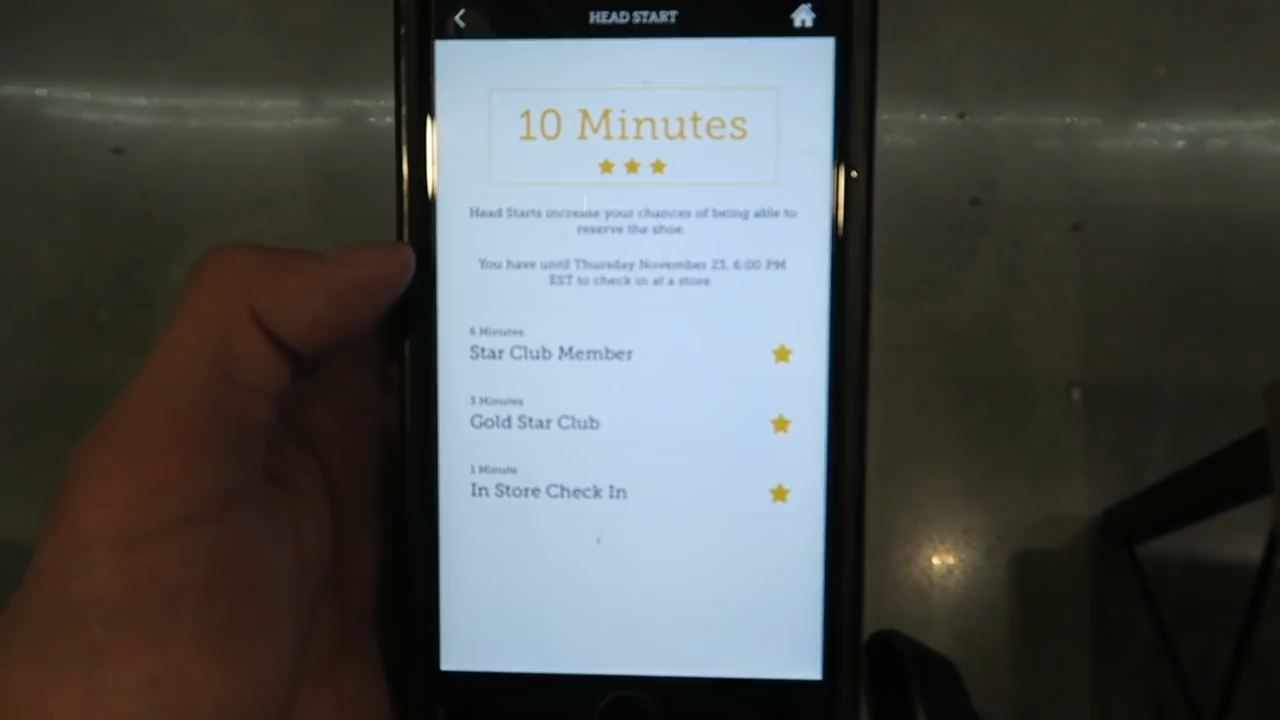 HEAD START
10 Minutes
Head Starts increase your chances of being able to
reserve the shoe.
You have until Thursday November 23, 6:00 PM
EST to check in at a store.
6 Minutes
Star Club Member
3 Minutes
Gold Star Club
1 Minute
In Store Check In